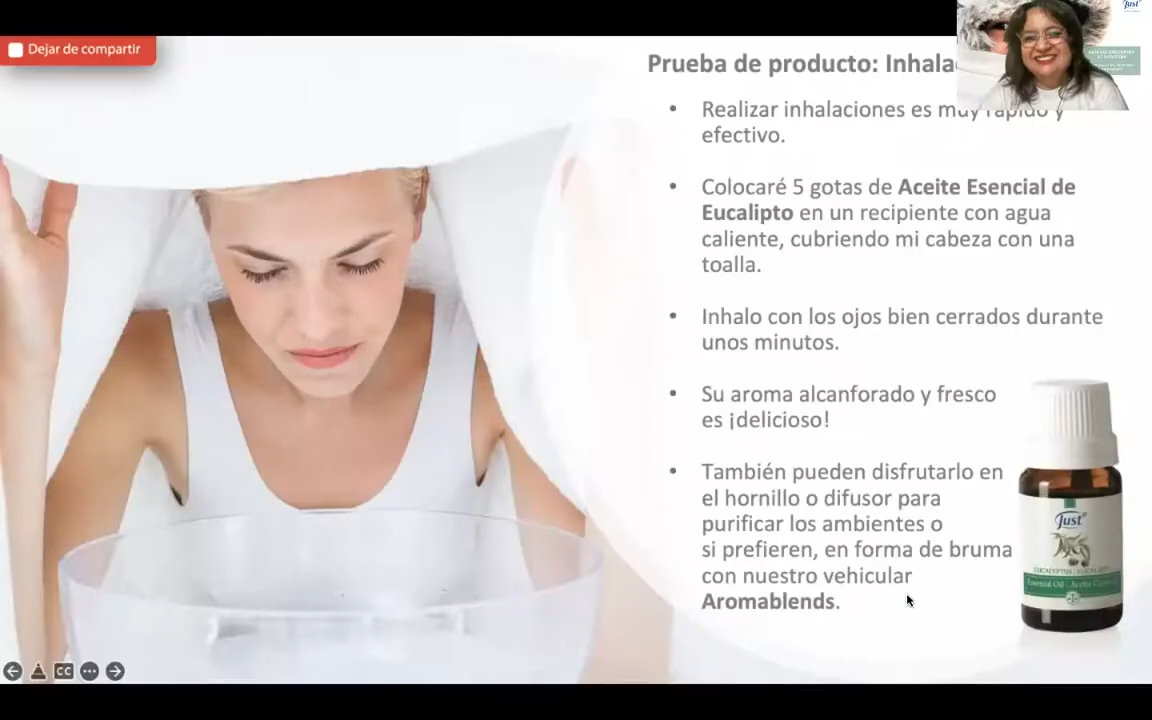 Dejar de compartir
Just
Prueba de producto:
Realizar inhalaciones es muy rápido y
efectivo.
Colocaré 5 gotas de Aceite Esencial de
Eucalipto en un recipiente con agua
caliente, cubriendo mi cabeza con una
toalla.
Inhalo con los ojos bien cerrados durante
unos minutos.
Su aroma alcanforado y fresco
es ¡delicioso!
También pueden disfrutarlo en
el hornillo o difusor para
purificar los ambientes o
si prefieren, en forma de bruma
con nuestro vehicular
Aromablends.
Just
Essential Oil | Aceite
CC